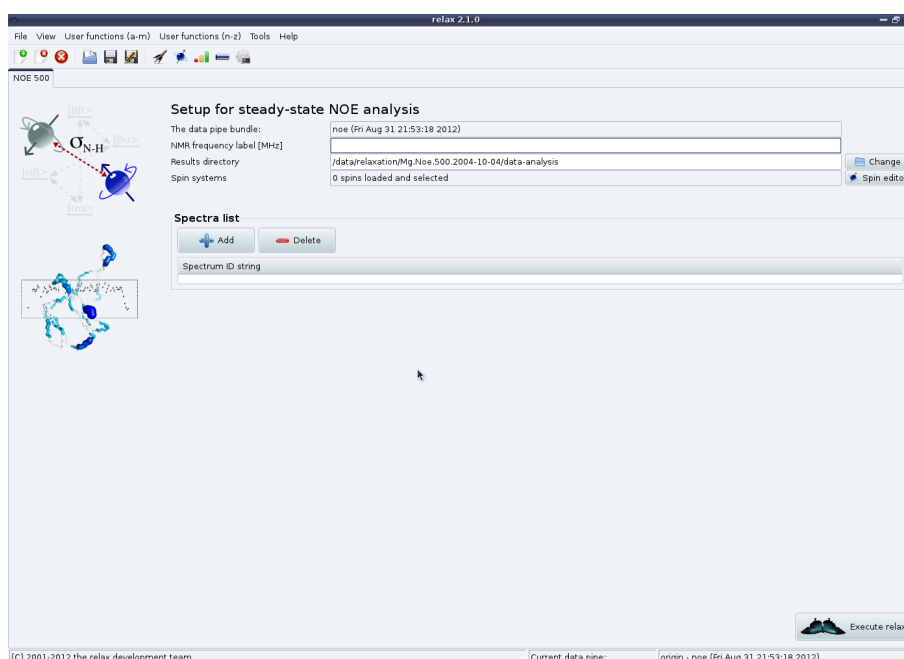 relax 2.1.0
File View User functions (a-m) User functions (n-z) Tools Help
NOE 500
Setup for steady-state NOE analysis
The data pipe bundle: noe (Fri Aug 31 21:53:18 2012)
NMR frequency label [MHz]
Results directory /data/relaxation/Mg.Noe.500.2004-10-04/data-analysis Change
Spin systems 0 spins loaded and selected Spin edito
|ββ>
σN-H
|βα>
|αβ>
|αα>
Spectra list
Add Delete
Spectrum ID string
Execute relax
(C) 2001-2012 the relax development team Current data pipe: origin - noe (Fri Aug 31 21:53:18 2012)